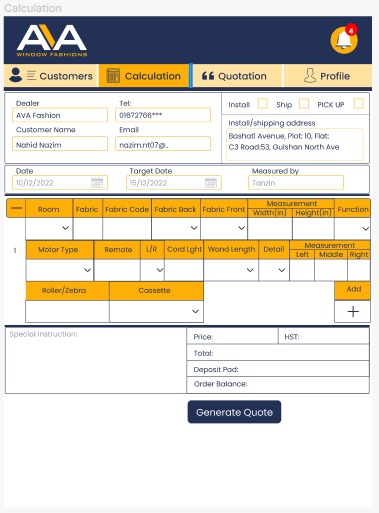 Calculation
AVA
WINDOW FASHIONS
4
Customers
Calculation
Quotation
Profile
Dealer
Tel:
Install
Ship
PICK UP
AVA Fashion
01672766***
Customer Name
Email
Install/shipping address
Nahid Nazim
nazim.nt07@..
Bashati Avenue, Plot: 10, Flat:
C3 Road:53, Gulshan North Ave
Date
Target Date
Measured by
10/12/2022
15/12/2022
Tanzin
Room
Fabric
Fabric Code
Fabric Back
Fabric Front
Measurement
Width(in)
Height(in)
Function
1
Motor Type
Remote
L/R
Cord Lght
Wond Length
Detail
Measurement
Left
Middle
Right
Roller/Zebra
Cassette
Add
+
Special Instruction:
Price:
HST:
Total:
Deposit Pad:
Order Balance:
Generate Quote